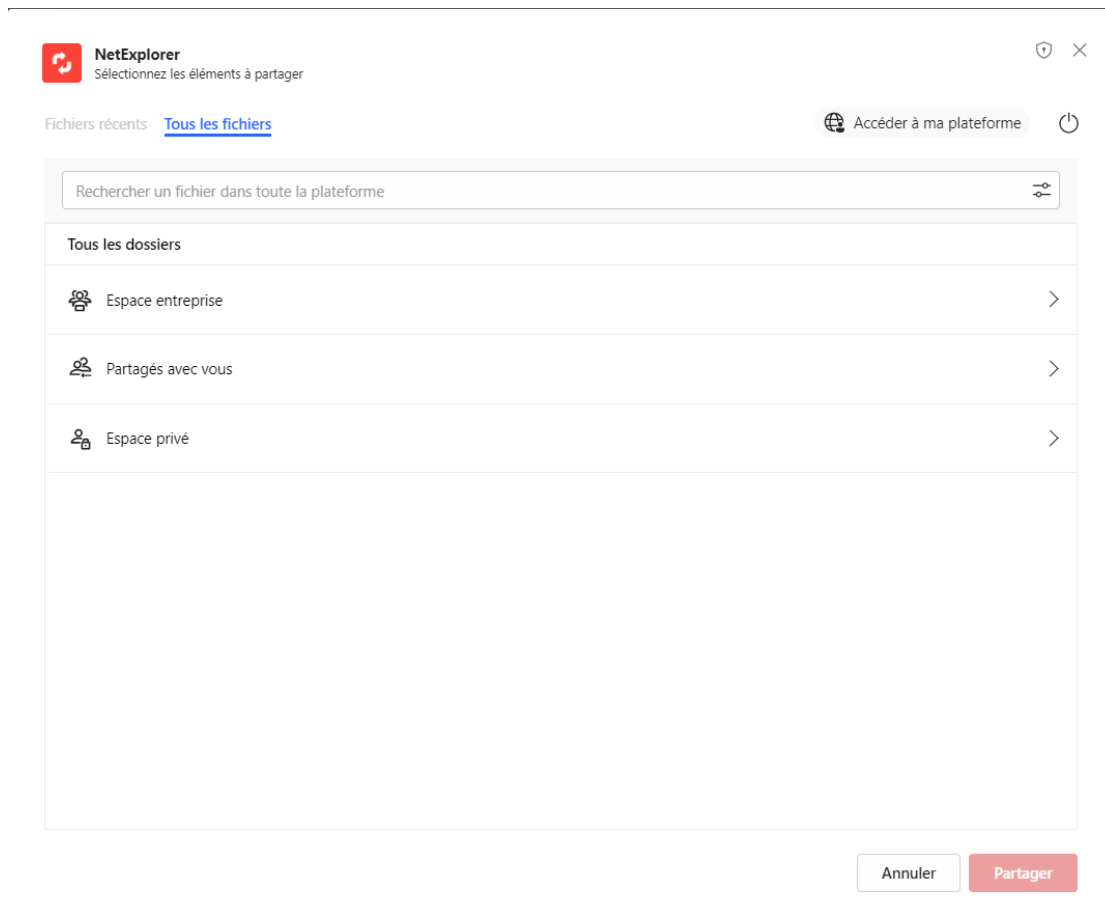 NetExplorer
Sélectionnez les éléments à partager
Fichiers récents Tous les fichiers Accéder à ma plateforme
Rechercher un fichier dans toute la plateforme
Tous les dossiers
Espace entreprise
Partagés avec vous
Espace privé
Annuler Partager